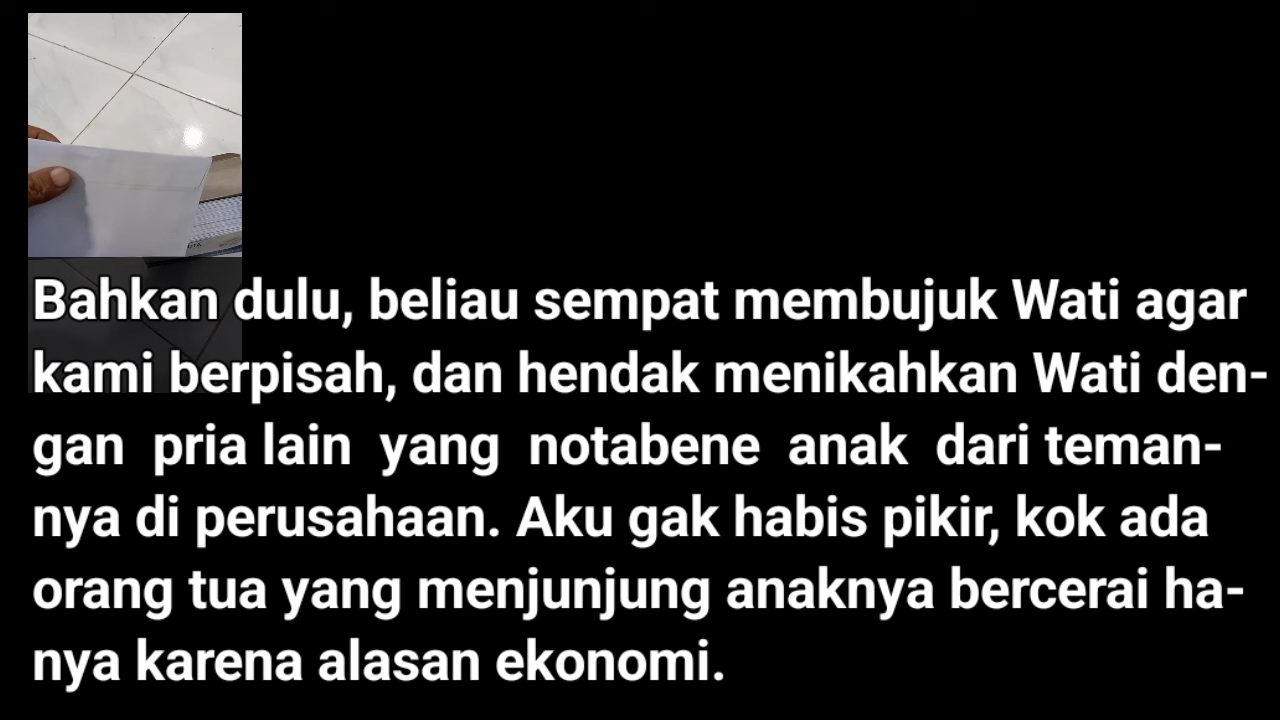 Bahkan dulu, beliau sempat membujuk Wati agar
kami berpisah, dan hendak menikahkan Wati den-
gan pria lain yang notabene anak dari teman-
nya di perusahaan. Aku gak habis pikir, kok ada
orang tua yang menjunjung anaknya bercerai ha-
nya karena alasan ekonomi.